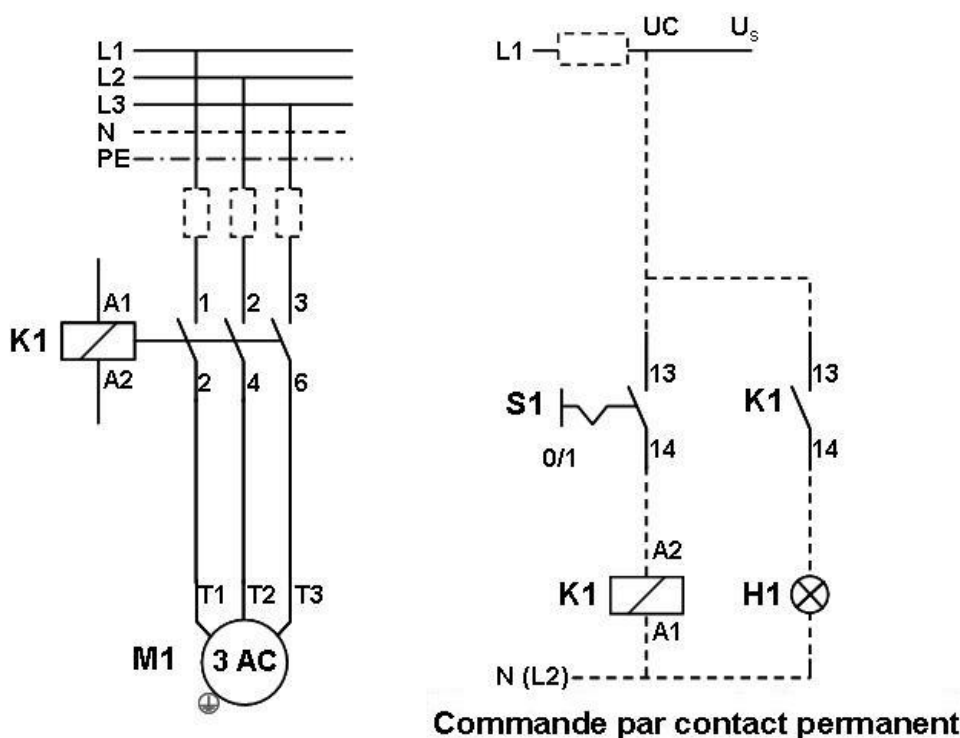 L1
L2
L3
N
PE
A1
1 2 3
K1
A2
2 4 6
T1 T2 T3
M1
3 AC
UC Us
L1
13 13
S1 K1
14 14
0/1
A2
K1 H1
A1
N (L2)
Commande par contact permanent